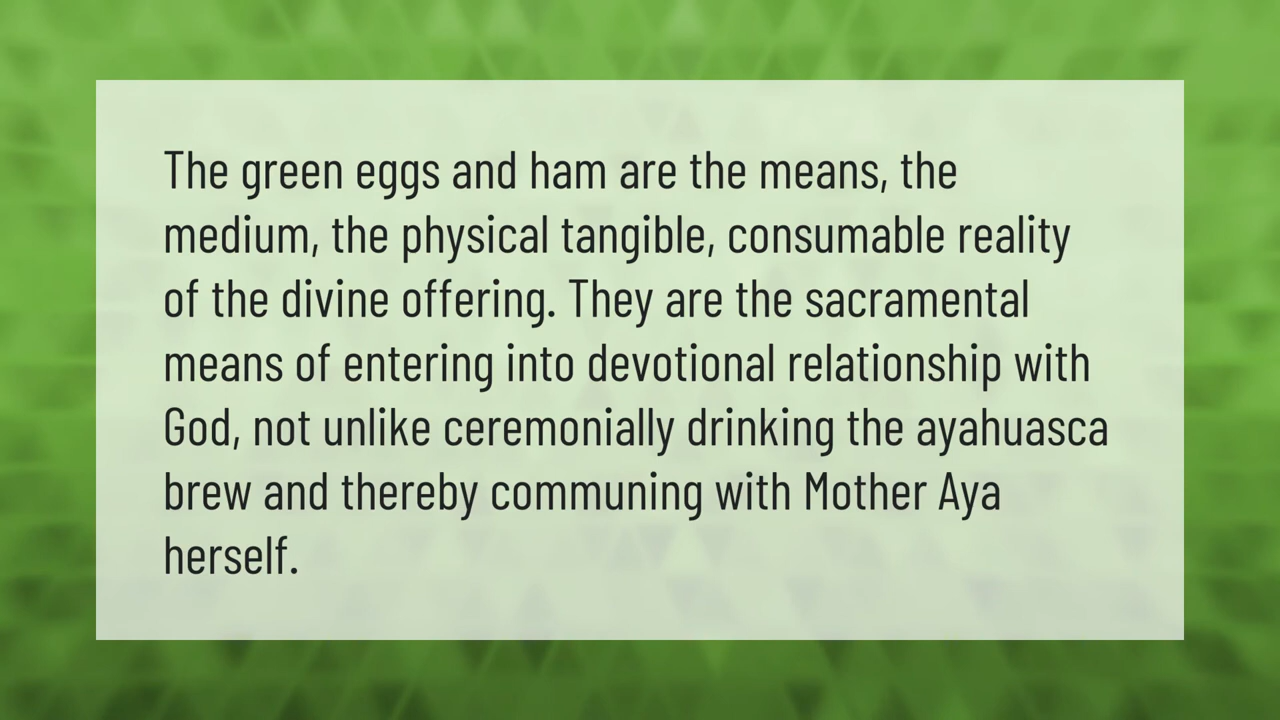 The green eggs and ham are the means, the
medium, the physical tangible, consumable reality
of the divine offering. They are the sacramental
means of entering into devotional relationship with
God, not unlike ceremonially drinking the ayahuasca
brew and thereby communing with Mother Aya
herself.